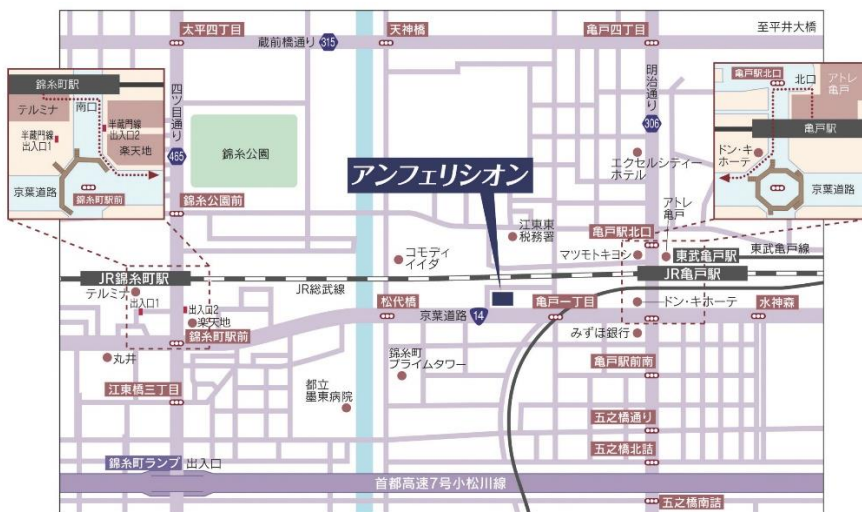 太平四丁目
蔵前橋通り
315
天神橋
亀戸四丁目
至平井大橋
錦糸町駅
テルミナ
南口
半蔵門線
出入口1
半蔵門線
出入口2
楽天地
京葉道路
錦糸町駅前
四ツ目通り
465
錦糸公園
明治通り
306
亀戸駅北口
北口
アトレ
亀戸
亀戸駅
ドン・キ
ホーテ
京葉道路
エクセルシティー
ホテル
アンフェリシオン
錦糸公園前
江東東
税務署
亀戸駅北口
アトレ
亀戸
コモディ
イイダ
マツモトキヨシ
東武亀戸駅
東武亀戸線
JR錦糸町駅
JR総武線
JR亀戸駅
テルミナ
出入口1
出入口2
楽天地
松代橋
京葉道路
14
亀戸一丁目
ドン・キホーテ
水神森
錦糸町駅前
みずほ銀行
丸井
錦糸町
プライムタワー
亀戸駅前南
江東橋三丁目
都立
墨東病院
五之橋通り
錦糸町ランプ
出入口
五之橋北詰
首都高速7号小松川線
五之橋南詰